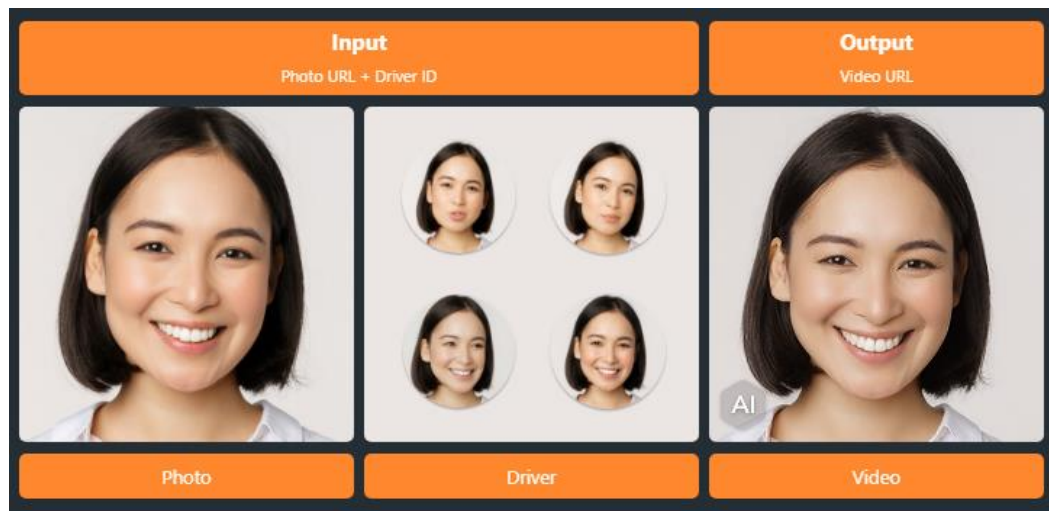 Input
Photo URL + Driver ID
Output
Video URL
AI
Photo
Driver
Video